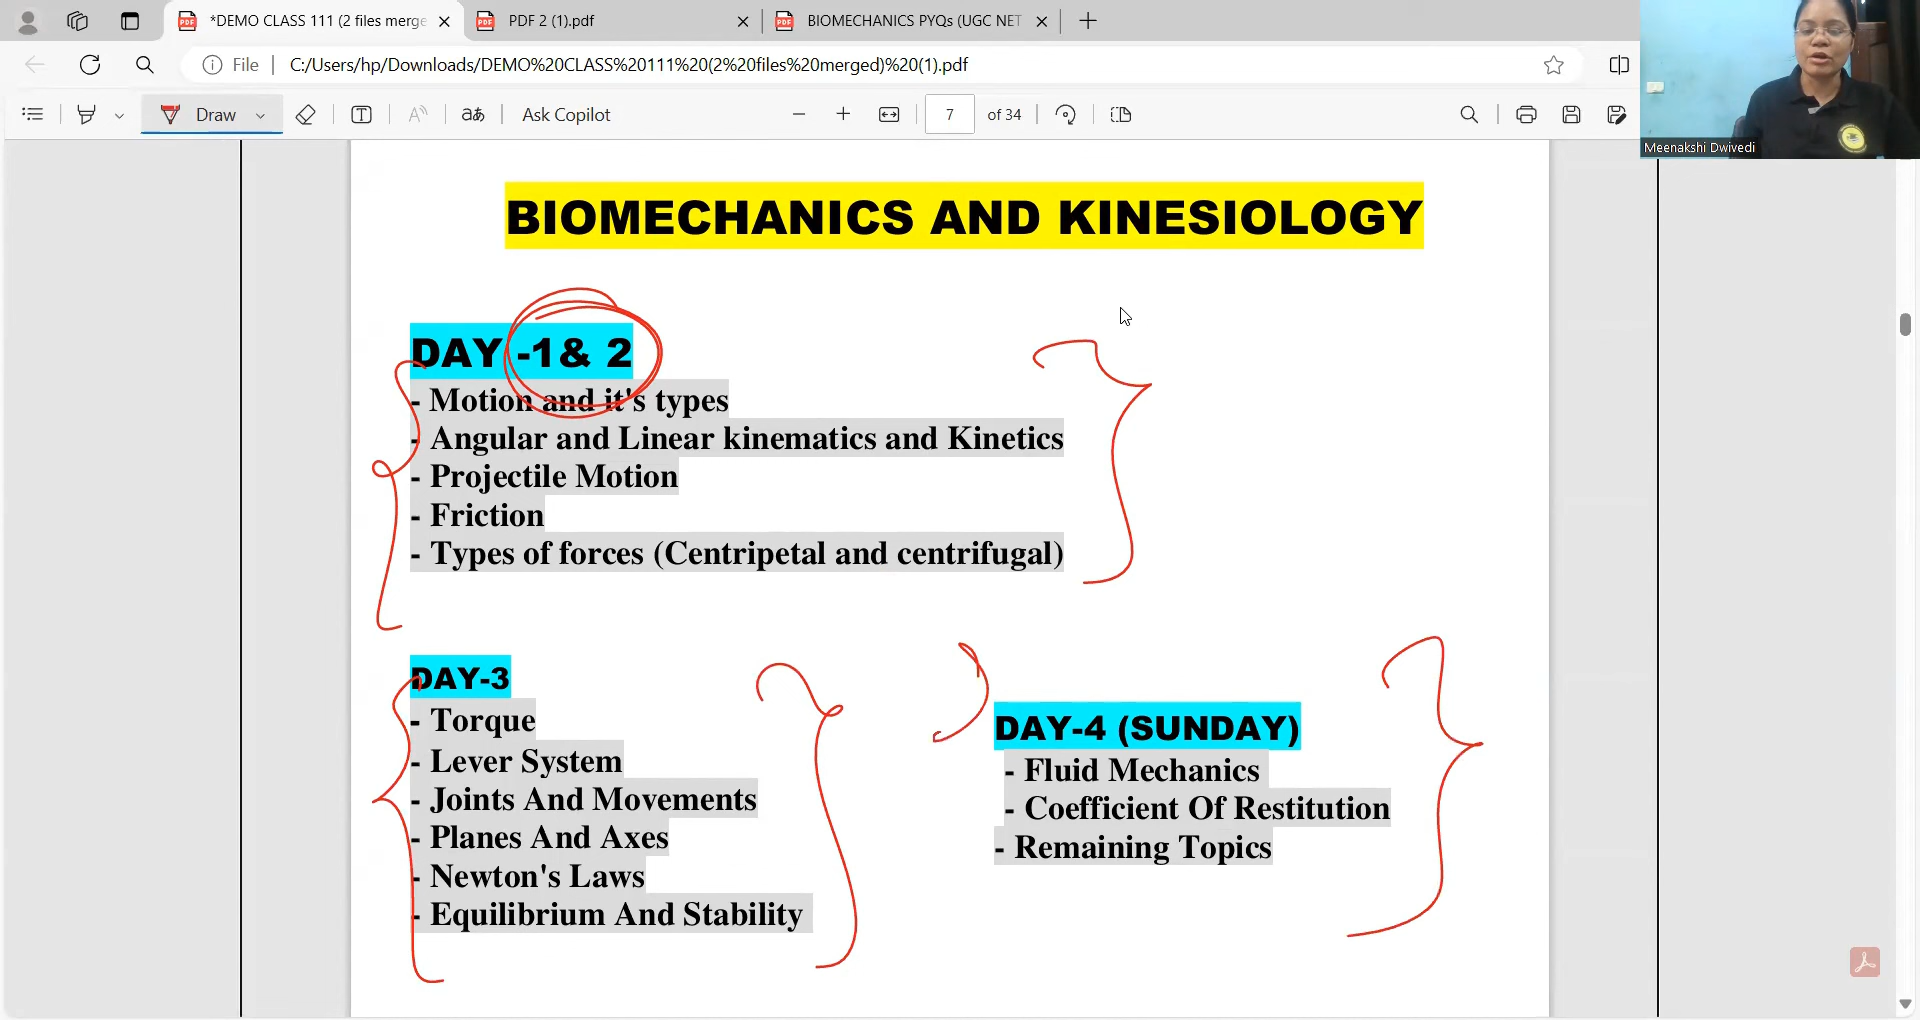 *DEMO CLASS 111 (2 files merge
PDF 2 (1).pdf
BIOMECHANICS PYQs (UGC NET
File
C:/Users/hp/Downloads/DEMO%20CLASS%20111%20(2%20files%20merged)%20(1).pdf
Draw
T
A
aあ
Ask Copilot
7 of 34
Meenakshi Dwivedi
BIOMECHANICS AND KINESIOLOGY
DAY -1& 2
- Motion and it's types
- Angular and Linear kinematics and Kinetics
- Projectile Motion
- Friction
- Types of forces (Centripetal and centrifugal)
DAY-3
- Torque
- Lever System
- Joints And Movements
- Planes And Axes
- Newton's Laws
- Equilibrium And Stability
DAY-4 (SUNDAY)
- Fluid Mechanics
- Coefficient Of Restitution
- Remaining Topics